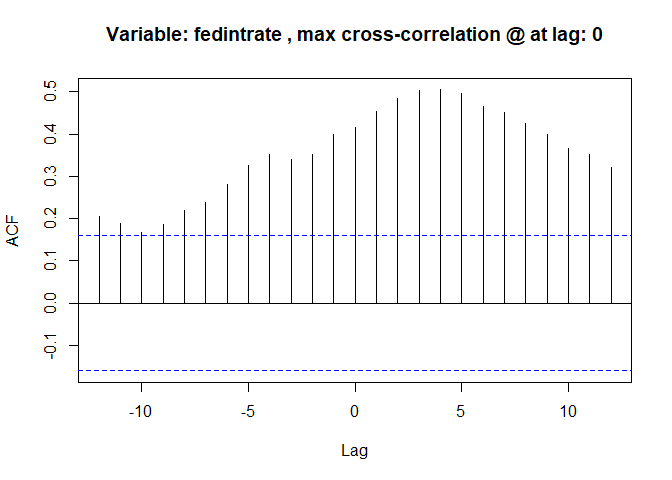 Variable: fedintrate , max cross-correlation @ at lag: 0
ACF
0.5
0.4
0.3
0.2
0.1
0.0
-0.1
-10 -5 0 5 10
Lag